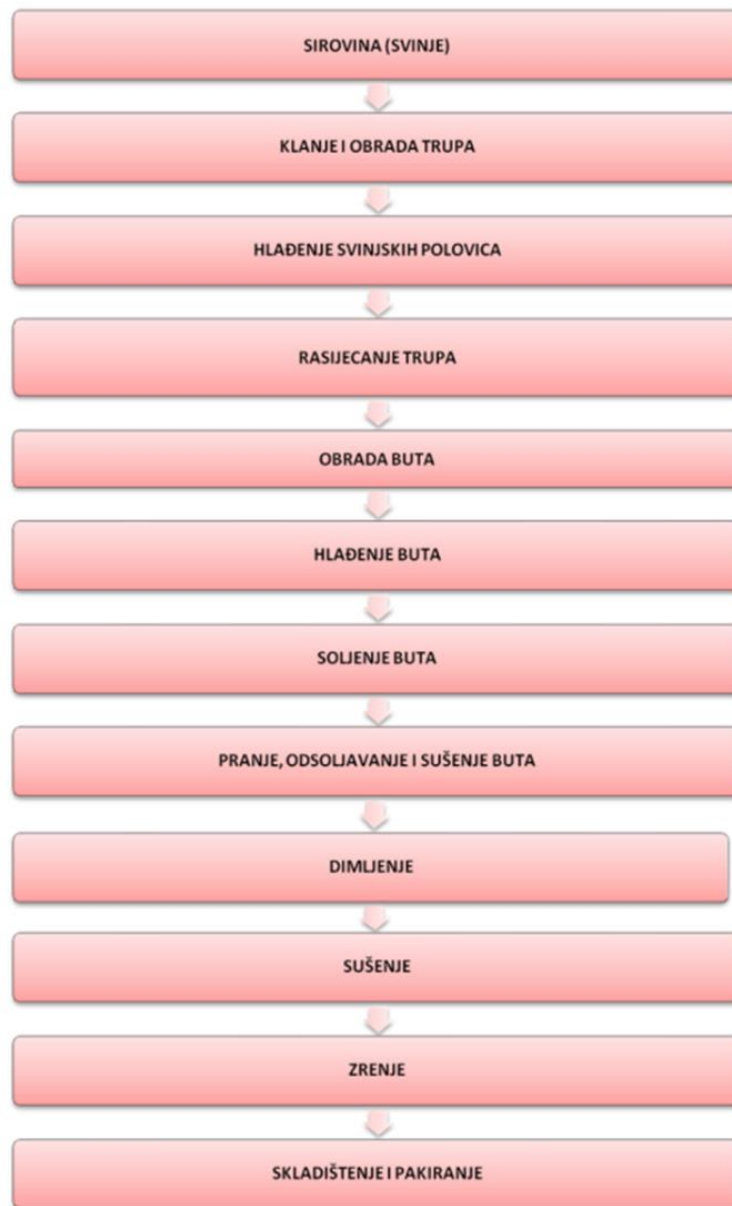 SIROVINA (SVINJE)
KLANJE I OBRADA TRUPA
HLAĐENJE SVINJSKIH POLOVICA
RASIJECANJE TRUPA
OBRADA BUTA
HLAĐENJE BUTA
SOLJENJE BUTA
PRANJE, ODSOLJAVANJE I SUŠENJE BUTA
DIMLJENJE
SUŠENJE
ZRENJE
SKLADIŠTENJE I PAKIRANJE